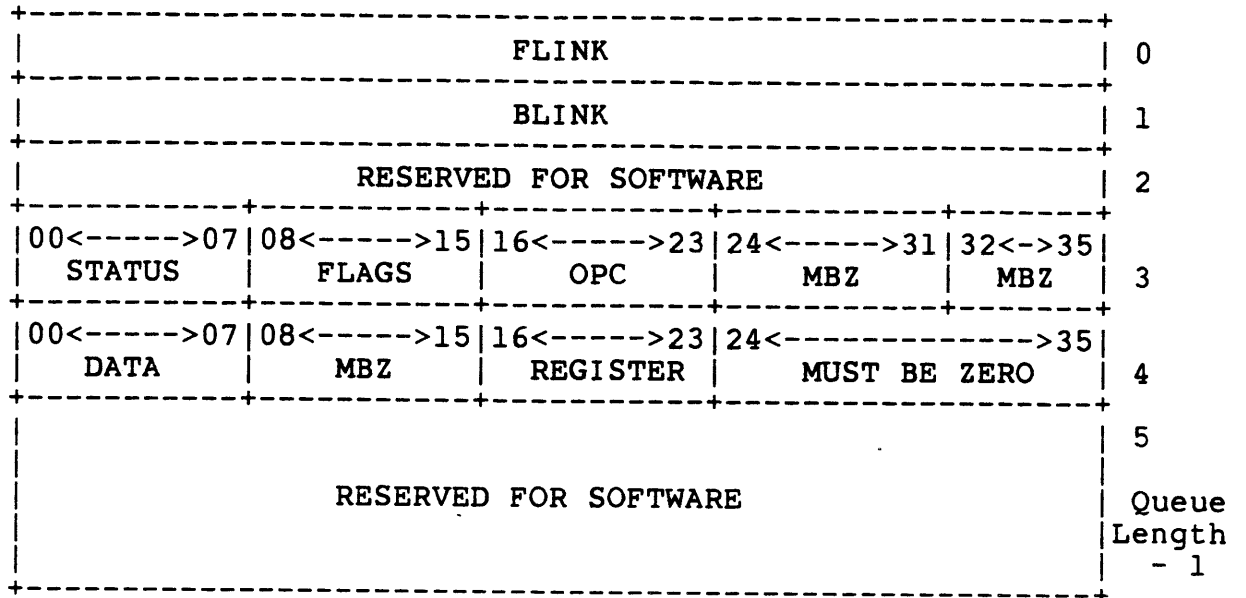 FLINK 0
BLINK 1
RESERVED FOR SOFTWARE 2
00<----->07|08<----->15|16<----->23|24<----->31|32<->35
STATUS | FLAGS | OPC | MBZ | MBZ | 3
00<----->07|08<----->15|16<----->23|24<------------->35
DATA | MBZ | REGISTER | MUST BE ZERO | 4
5
RESERVED FOR SOFTWARE Queue
Length
- 1